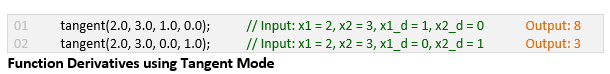 01 tangent(2.0, 3.0, 1.0, 0.0); // Input: x1 = 2, x2 = 3, x1_d = 1, x2_d = 0 Output: 8
02 tangent(2.0, 3.0, 0.0, 1.0); // Input: x1 = 2, x2 = 3, x1_d = 0, x2_d = 1 Output: 3
Function Derivatives using Tangent Mode